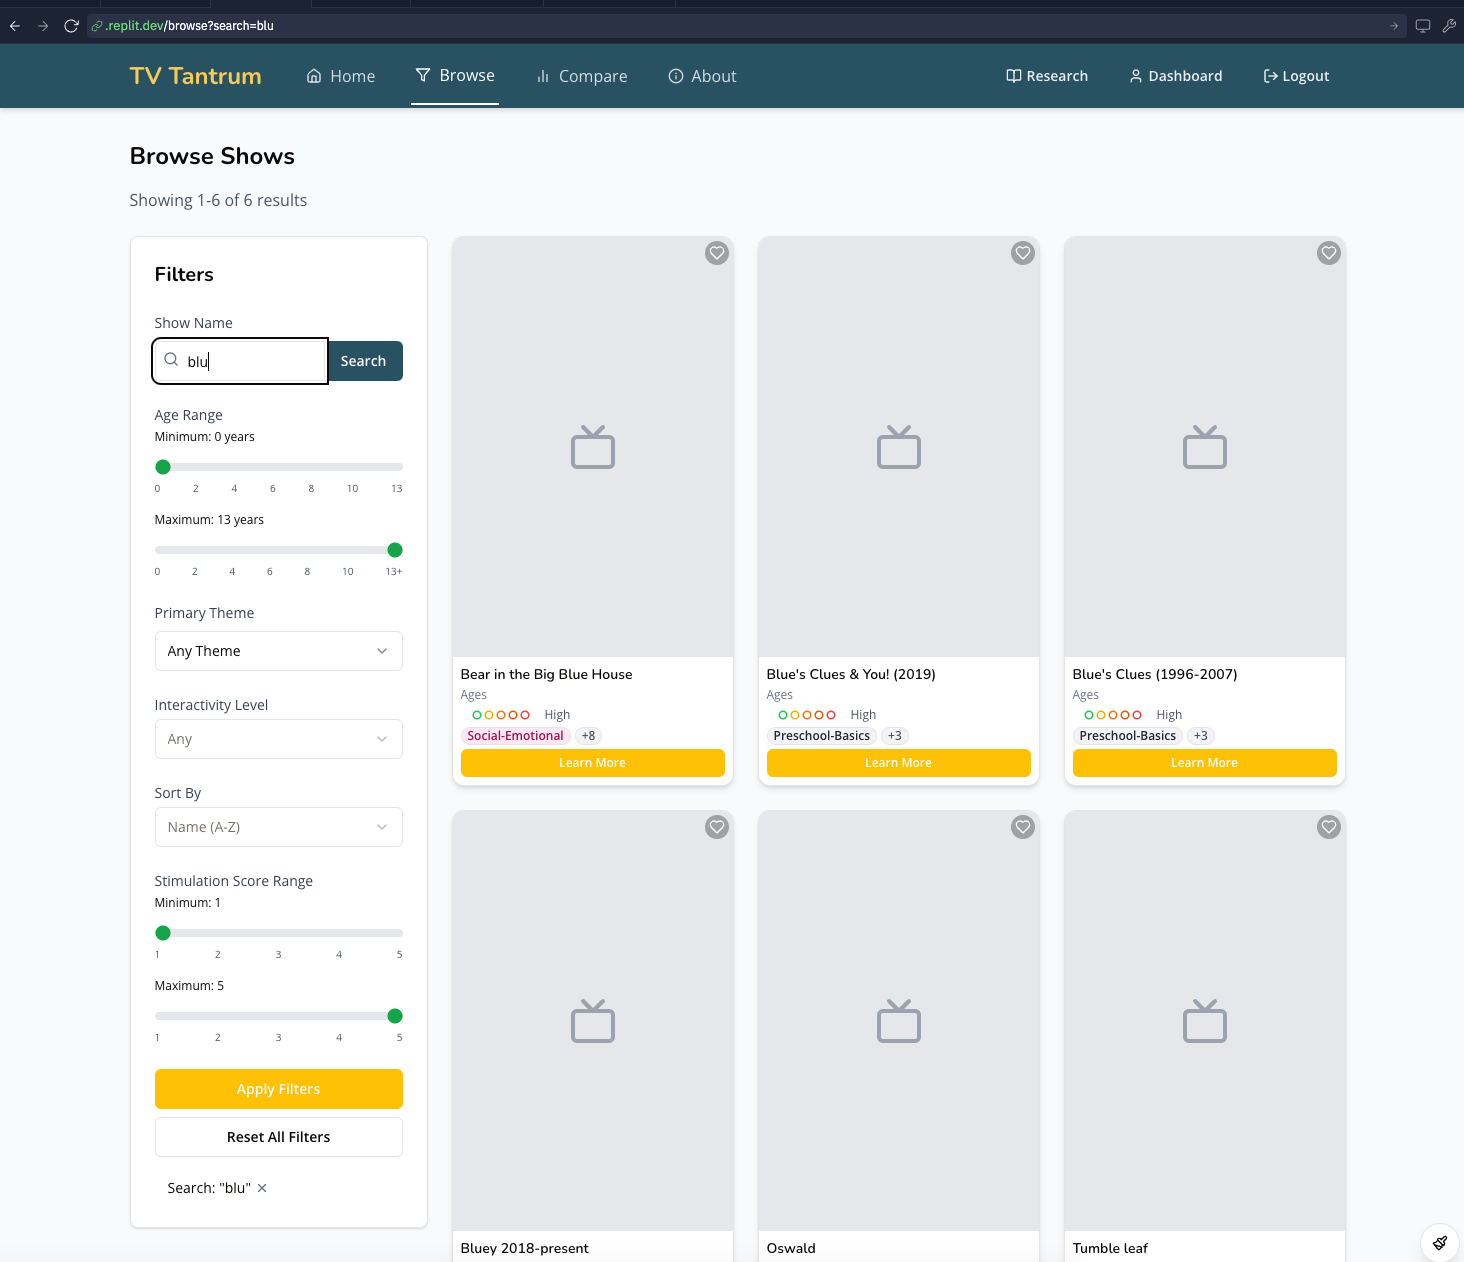 .replit.dev/browse?search=blu
TV Tantrum
Home
Browse
Compare
About
Research
Dashboard
Logout
Browse Shows
Showing 1-6 of 6 results
Filters
Show Name
blu
Search
Age Range
Minimum: 0 years
0 2 4 6 8 10 13
Maximum: 13 years
0 2 4 6 8 10 13+
Primary Theme
Any Theme
Interactivity Level
Any
Sort By
Name (A-Z)
Stimulation Score Range
Minimum: 1
1 2 3 4 5
Maximum: 5
1 2 3 4 5
Apply Filters
Reset All Filters
Search: "blu" ×
Bear in the Big Blue House
Ages
High
Social-Emotional +8
Learn More
Blue's Clues & You! (2019)
Ages
High
Preschool-Basics +3
Learn More
Blue's Clues (1996-2007)
Ages
High
Preschool-Basics +3
Learn More
Bluey 2018-present
Oswald
Tumble leaf